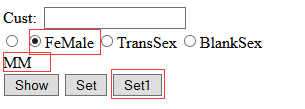 Cust:
FeMale TransSex BlankSex
MM
Show Set Set1